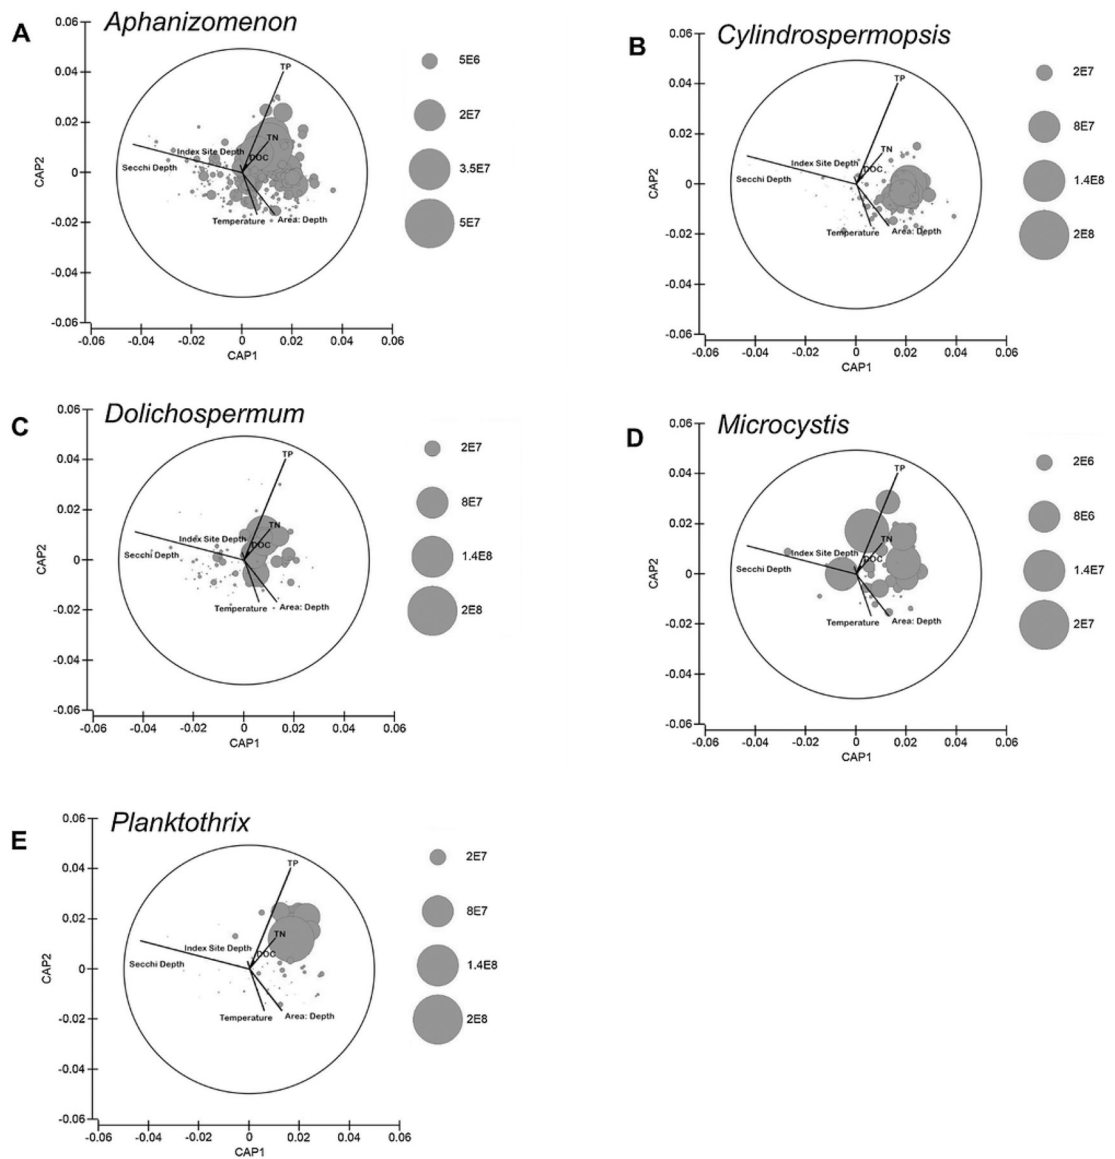 A
Aphanizomenon
0.06
0.04
0.02
0
-0.02
-0.04
-0.06
CAP2
-0.06
-0.04
-0.02
0
0.02
0.04
0.06
CAP1
TP
TN
DOC
Index Site Depth
Secchi Depth
Temperature
Area: Depth
5E6
2E7
3.5E7
5E7
B
Cylindrospermopsis
0.06
0.04
0.02
0
-0.02
-0.04
-0.06
CAP2
-0.06
-0.04
-0.02
0
0.02
0.04
0.06
CAP1
TP
TN
DOC
Index Site Depth
Secchi Depth
Temperature
Area: Depth
2E7
8E7
1.4E8
2E8
C
Dolichospermum
0.06
0.04
0.02
0
-0.02
-0.04
-0.06
CAP2
-0.06
-0.04
-0.02
0
0.02
0.04
0.06
CAP1
TP
TN
DOC
Index Site Depth
Secchi Depth
Temperature
Area: Depth
2E7
8E7
1.4E8
2E8
D
Microcystis
0.06
0.04
0.02
0
-0.02
-0.04
-0.06
CAP2
-0.06
-0.04
-0.02
0
0.02
0.04
0.06
CAP1
TP
TN
DOC
Index Site Depth
Secchi Depth
Temperature
Area: Depth
2E6
8E6
1.4E7
2E7
E
Planktothrix
0.06
0.04
0.02
0
-0.02
-0.04
-0.06
CAP2
-0.06
-0.04
-0.02
0
0.02
0.04
0.06
CAP1
TP
TN
DOC
Index Site Depth
Secchi Depth
Temperature
Area: Depth
2E7
8E7
1.4E8
2E8